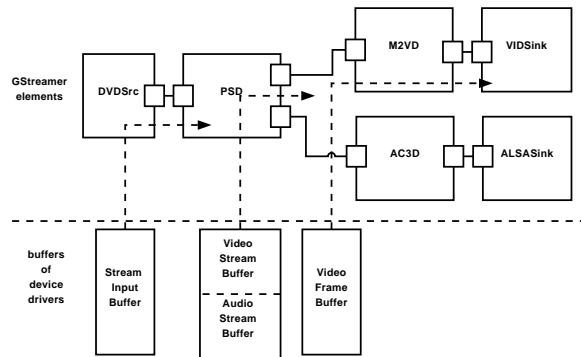 M2VD
VIDSink
GStreamer
elements
DVDSrc
PSD
AC3D
ALSASink
buffers
of
device
drivers
Stream
Input
Buffer
Video
Stream
Buffer
Audio
Stream
Buffer
Video
Frame
Buffer